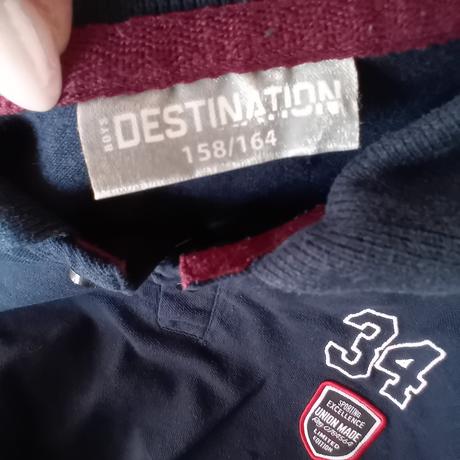 BOYS
DESTINATION
158/164
34
SPORTING
EXCELLENCE
UNION MADE
LIMITED
EDITION